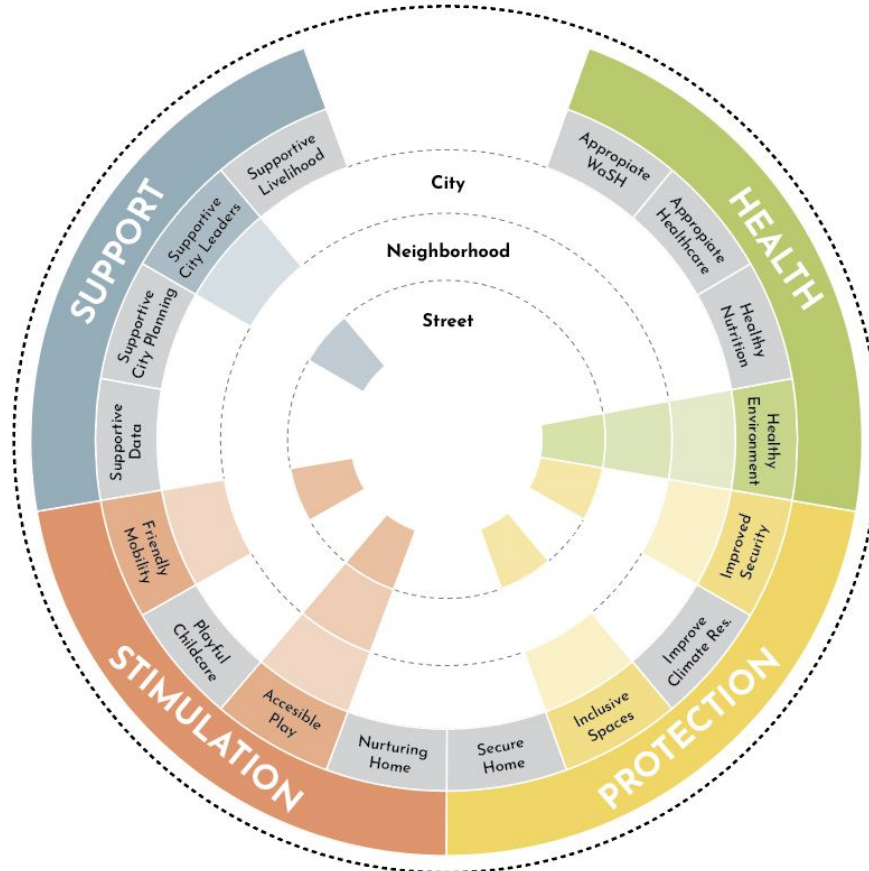 SUPPORT
Supportive
Livelihood
Supportive
City Leaders
Supportive
City Planning
Supportive
Data
HEALTH
Appropiate
WaSH
Appropiate
Healthcare
Healthy
Nutrition
Healthy
Environment
City
Neighborhood
Street
STIMULATION
Friendly
Mobility
Playful
Childcare
Accesible
Play
Nurturing
Home
PROTECTION
Improved
Security
Improve
Climate Res.
Inclusive
Spaces
Secure
Home